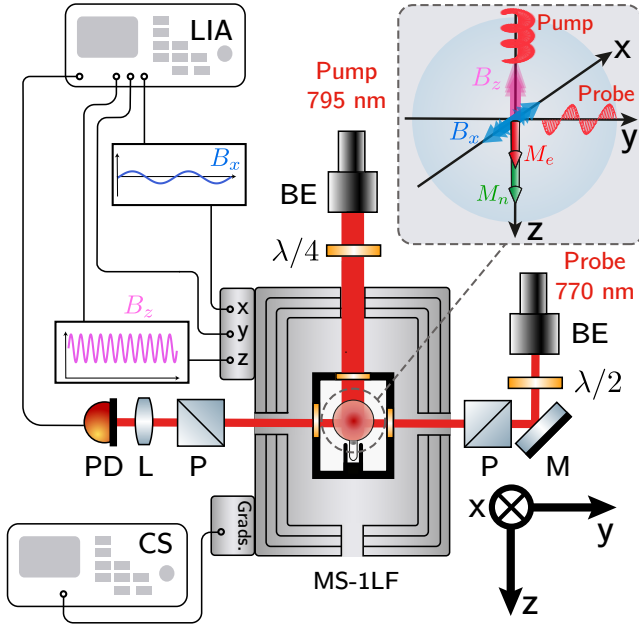 LIA
Pump
795 nm
BE
λ/4
Pump
x
B_z
Probe
y
B_x
M_e
M_n
z
B_x
Probe
770 nm
BE
λ/2
x
y
z
B_z
PD
L
P
P
M
Grads.
CS
MS-1LF
x
y
z